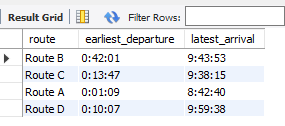 Result Grid Filter Rows:
route earliest_departure latest_arrival
Route B 0:42:01 9:43:53
Route C 0:13:47 9:38:15
Route A 0:01:09 8:42:40
Route D 0:10:07 9:59:38